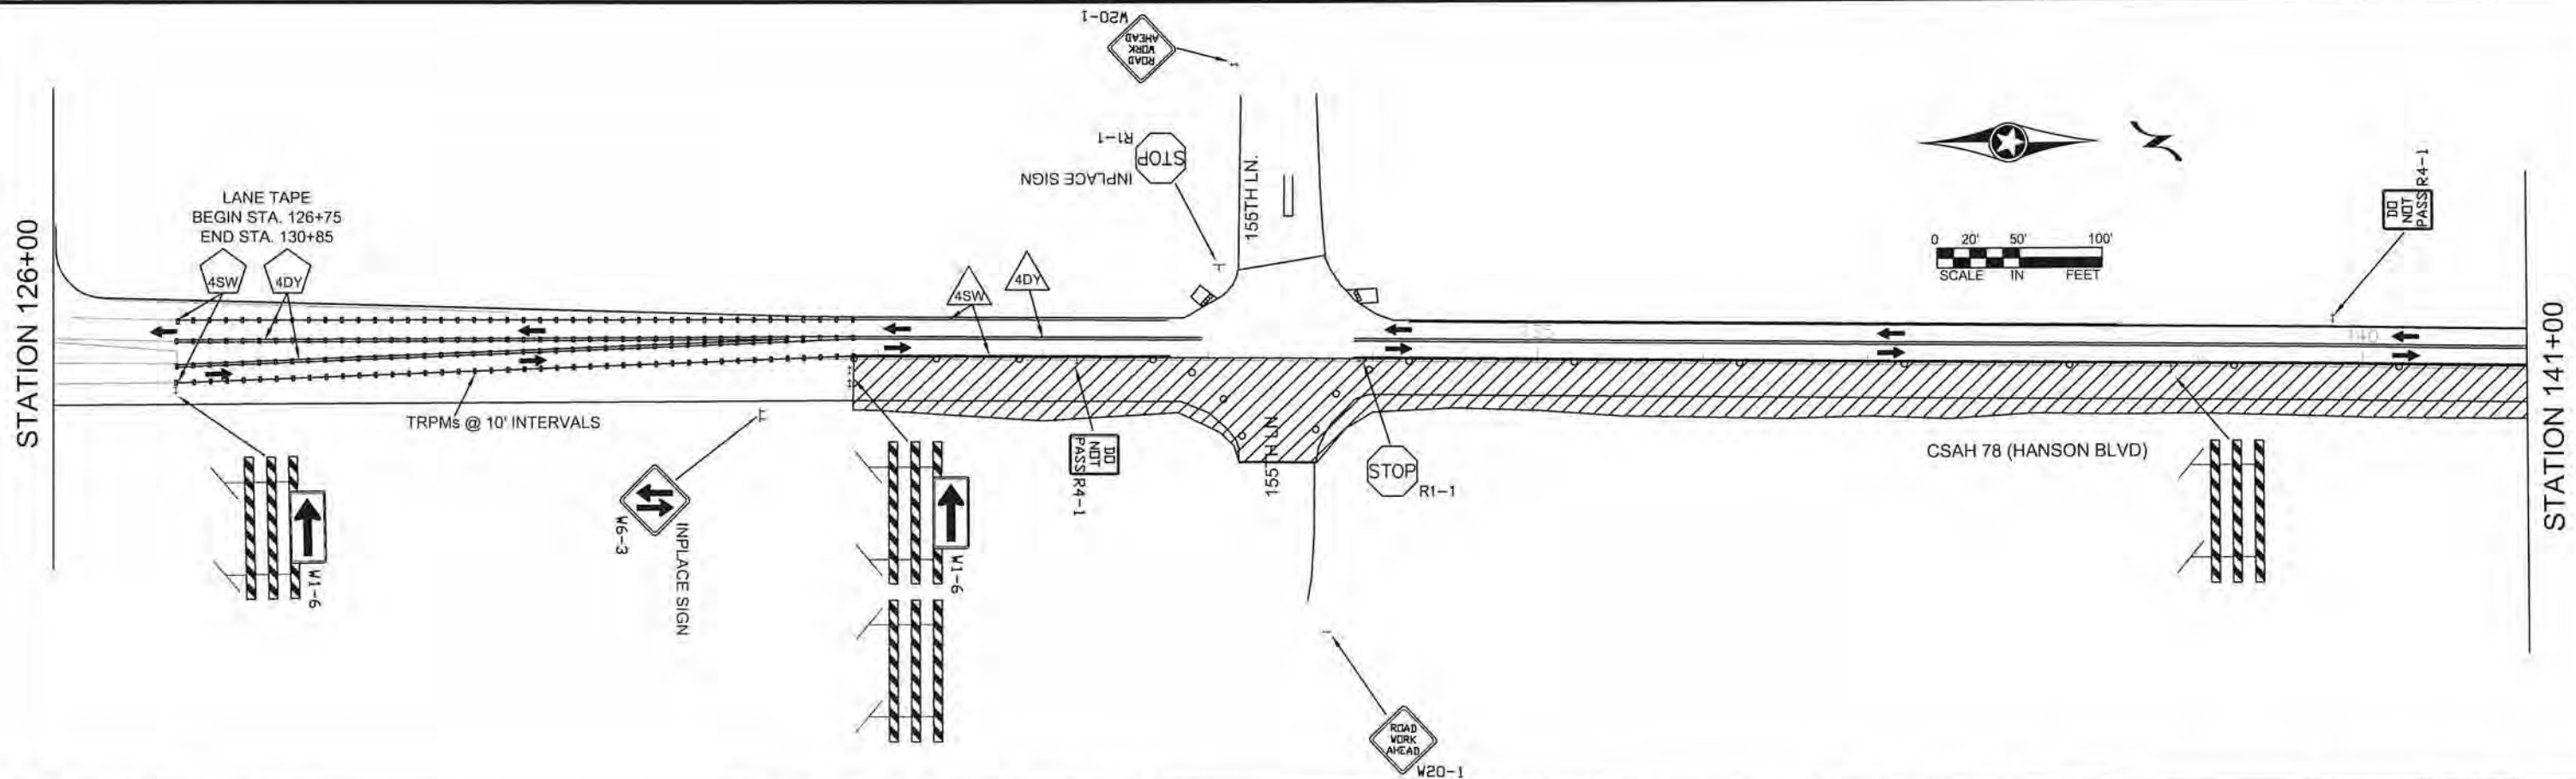 W20-1
ROAD
WORK
AHEAD
R1-1
STOP
INPLACE SIGN
155TH LN.
LANE TAPE
BEGIN STA. 126+75
END STA. 130+85
4SW
4DY
STATION 126+00
4SW
4DY
N
0 20' 50' 100'
SCALE IN FEET
DO
NOT
PASS
R4-1
140
STATION 141+00
TRPMs @ 10' INTERVALS
W1-6
W6-3
INPLACE SIGN
W1-6
DO
NOT
PASS
R4-1
155TH LN.
STOP
R1-1
CSAH 78 (HANSON BLVD)
ROAD
WORK
AHEAD
W20-1